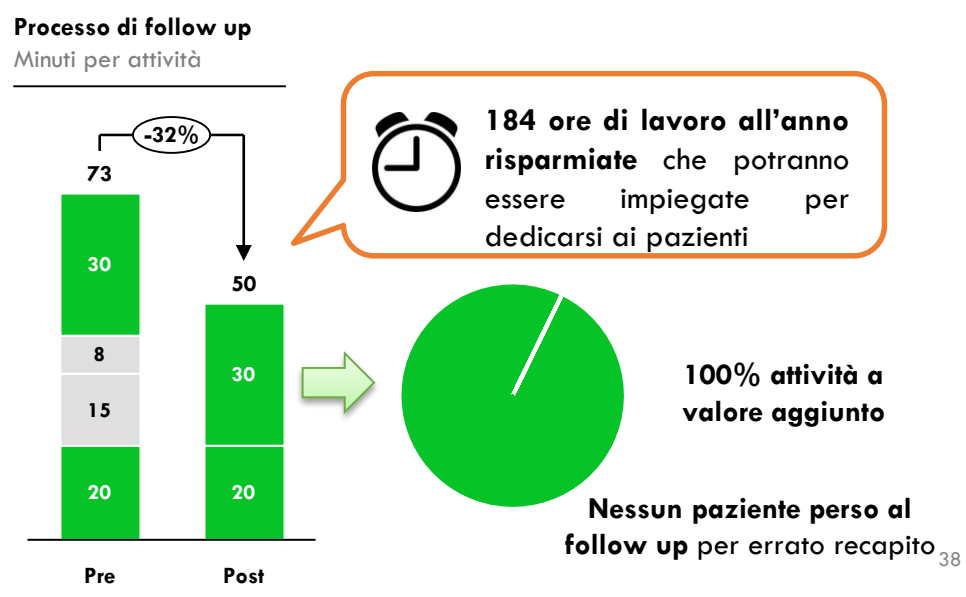 Processo di follow up
Minuti per attività
-32%
73
30
8
15
20
Pre
50
30
20
Post
184 ore di lavoro all’anno
risparmiate che potranno
essere impiegate per
dedicarsi ai pazienti
100% attività a
valore aggiunto
Nessun paziente perso al
follow up per errato recapito
38